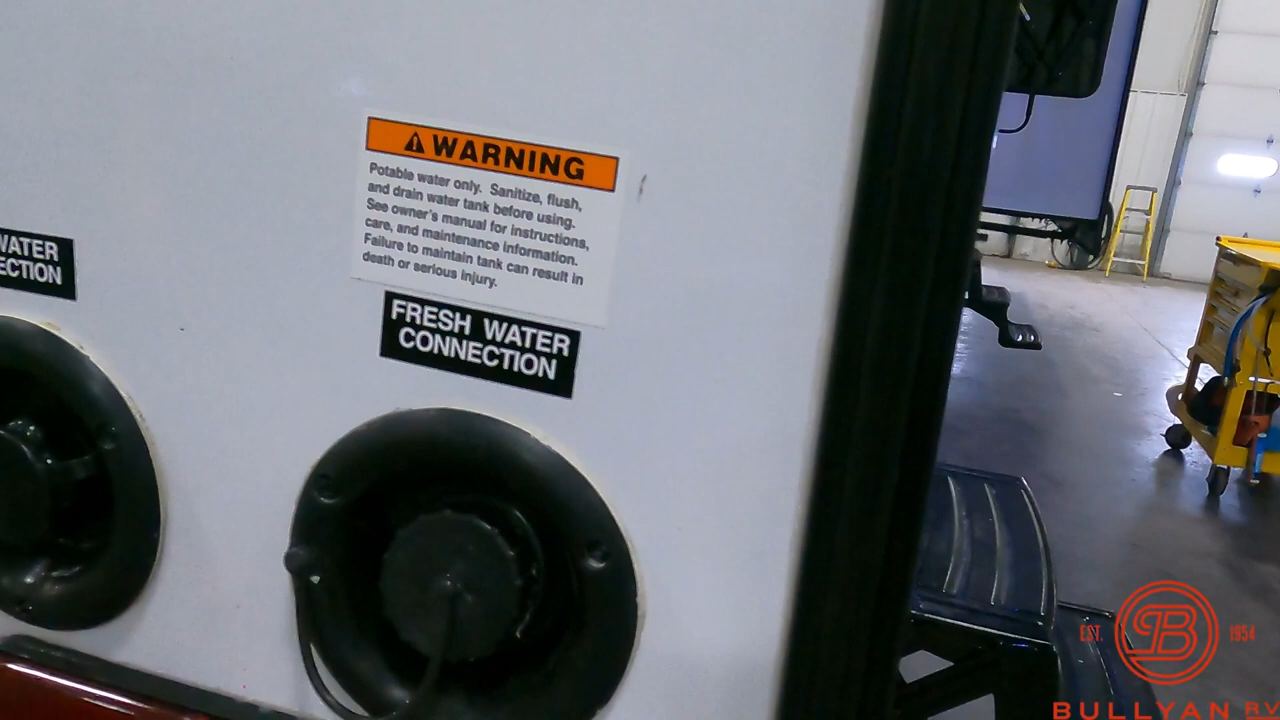 WARNING
Potable water only. Sanitize, flush,
and drain water tank before using.
See owner's manual for instructions,
care, and maintenance information.
Failure to maintain tank can result in
death or serious injury.
WATER
ECTION
FRESH WATER
CONNECTION
EST. B 1954
BULLYAN RV